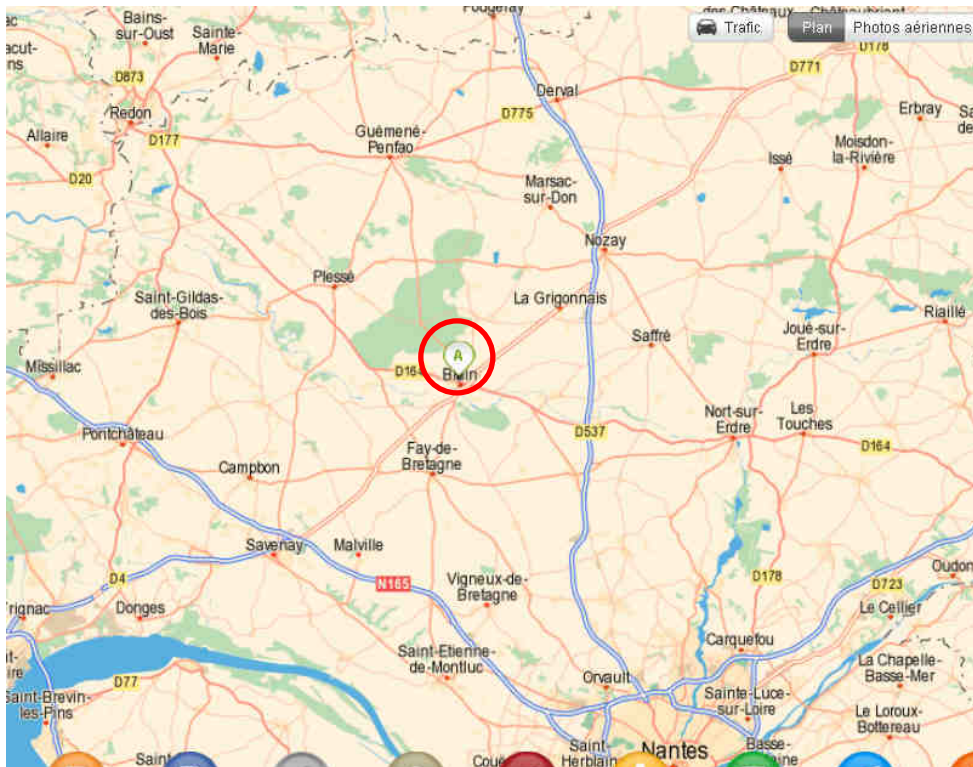 Bains-
sur-Oust
Sainte-
Marie
Trafic
Plan
Photos aériennes
D178
D771
D873
Derval
Redon
D775
Erbray
Allaire
D177
Guémené-
Penfao
Moisdon-
la-Rivière
Issé
D20
Marsac-
sur-Don
Nozay
Plessé
Saint-Gildas-
des-Bois
La Grigonnais
Riaillé
Saffré
Joué-sur-
Erdre
A
Missillac
Blain
Nort-sur-
Erdre
Les
Touches
Pontchâteau
D537
D164
Fay-de-
Bretagne
Campbon
Savenay
Malville
D4
N165
Vigneux-de-
Bretagne
D178
D723
Oudon
Donges
Le Cellier
Carquefou
Saint-Etienne-
de-Montluc
La Chapelle-
Basse-Mer
D77
Orvault
Saint-Brevin-
les-Pins
Sainte-Luce-
sur-Loire
Le Loroux-
Bottereau
Nantes
Saint-
Herblain
Basse-